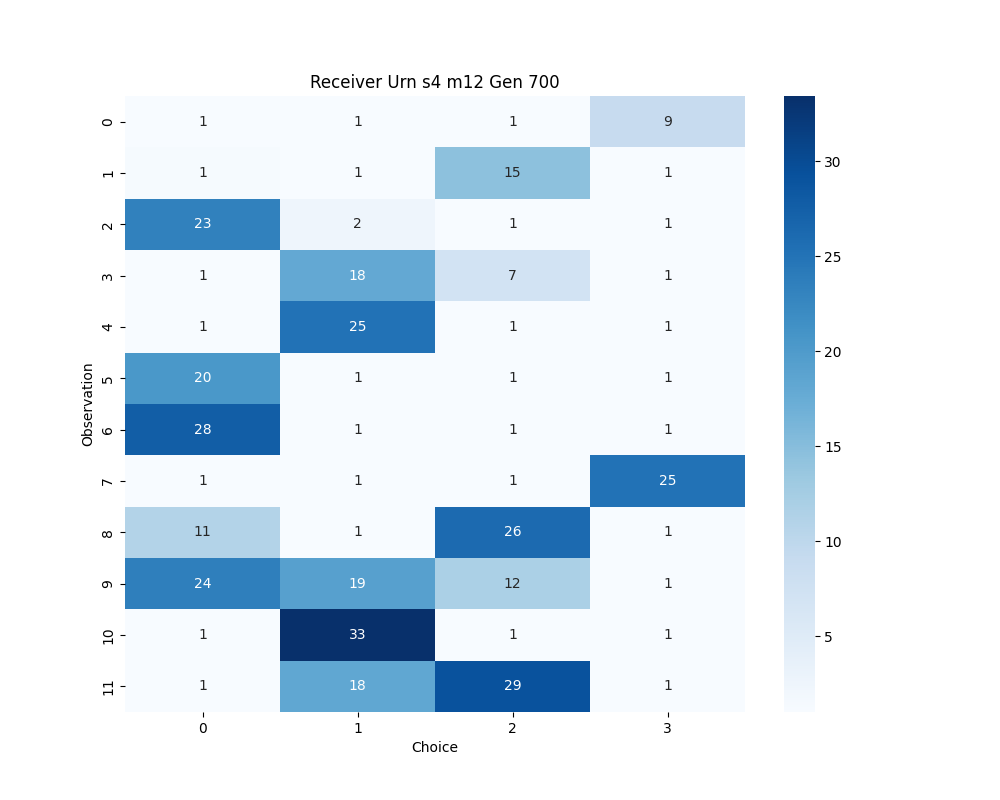 Receiver Urn s4 m12 Gen 700
0 1 1 1 9
1 1 1 15 1
2 23 2 1 1
3 1 18 7 1
4 1 25 1 1
5 20 1 1 1
6 28 1 1 1
7 1 1 1 25
8 11 1 26 1
9 24 19 12 1
10 1 33 1 1
11 1 18 29 1
0 1 2 3
Choice
Observation
30
25
20
15
10
5